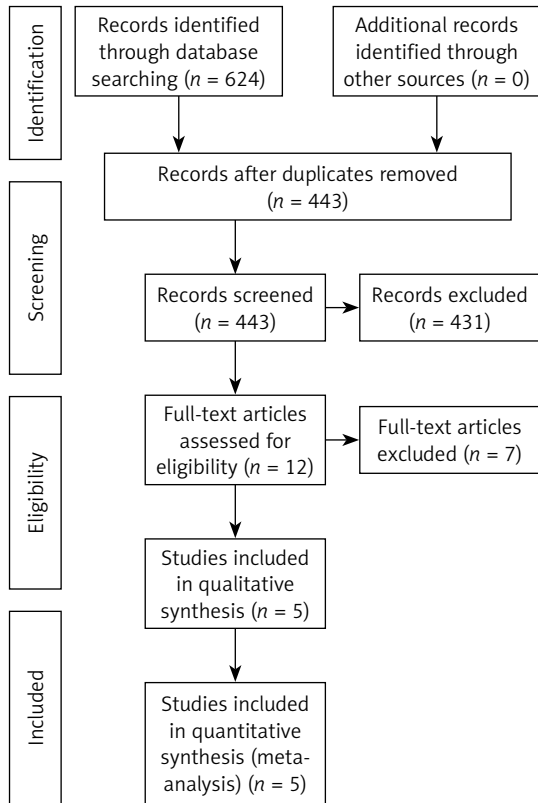 Identification
Records identified
through database
searching (n = 624)
Additional records
identified through
other sources (n = 0)
Records after duplicates removed
(n = 443)
Screening
Records screened
(n = 443)
Records excluded
(n = 431)
Eligibility
Full-text articles
assessed for
eligibility (n = 12)
Full-text articles
excluded (n = 7)
Studies included
in qualitative
synthesis (n = 5)
Included
Studies included
in quantitative
synthesis (meta-
analysis) (n = 5)